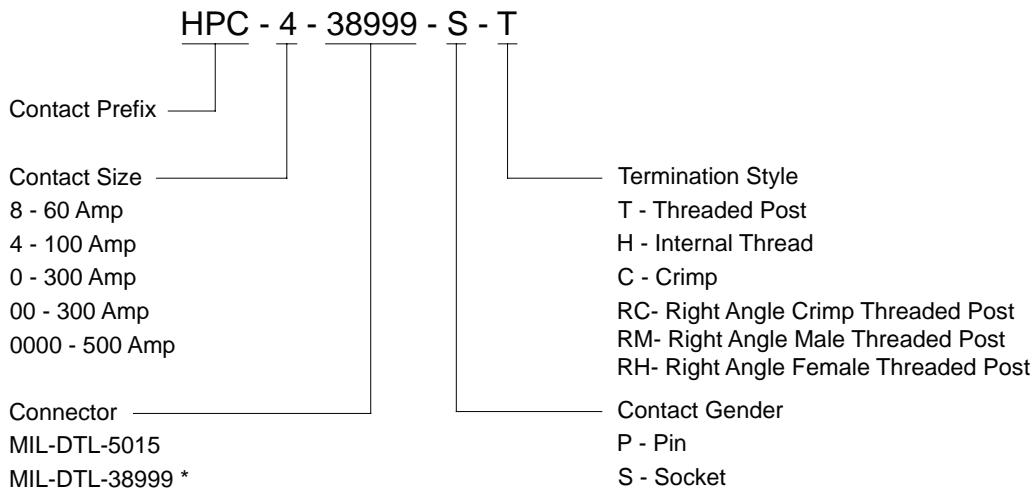 HPC - 4 - 38999 - S - T
Contact Prefix
Contact Size
8 - 60 Amp
4 - 100 Amp
0 - 300 Amp
00 - 300 Amp
0000 - 500 Amp
Connector
MIL-DTL-5015
MIL-DTL-38999 *
Termination Style
T - Threaded Post
H - Internal Thread
C - Crimp
RC- Right Angle Crimp Threaded Post
RM- Right Angle Male Threaded Post
RH- Right Angle Female Threaded Post
Contact Gender
P - Pin
S - Socket